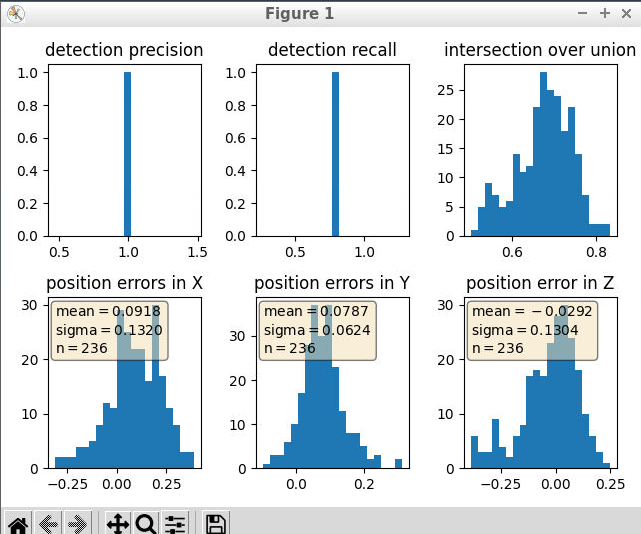 Figure 1
detection precision
detection recall
intersection over union
1.0
0.8
0.6
0.4
0.2
0.0
0.5
1.0
1.5
1.0
0.8
0.6
0.4
0.2
0.0
0.5
1.0
25
20
15
10
5
0
0.6
0.8
position errors in X
position errors in Y
position error in Z
30
20
10
0
mean = 0.0918
sigma = 0.1320
n = 236
−0.25
0.00
0.25
30
20
10
0
mean = 0.0787
sigma = 0.0624
n = 236
0.0
0.2
30
20
10
0
mean = −0.0292
sigma = 0.1304
n = 236
−0.25
0.00
0.25